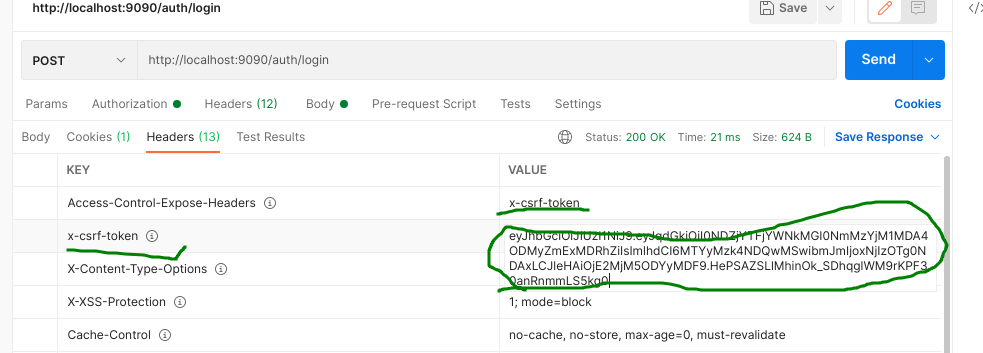 http://localhost:9090/auth/login
Save
POST http://localhost:9090/auth/login Send
Params Authorization Headers (12) Body Pre-request Script Tests Settings Cookies
Body Cookies (1) Headers (13) Test Results Status: 200 OK Time: 21 ms Size: 624 B Save Response
KEY VALUE
Access-Control-Expose-Headers x-csrf-token
x-csrf-token
X-Content-Type-Options
X-XSS-Protection 1; mode=block
Cache-Control no-cache, no-store, max-age=0, must-revalidate